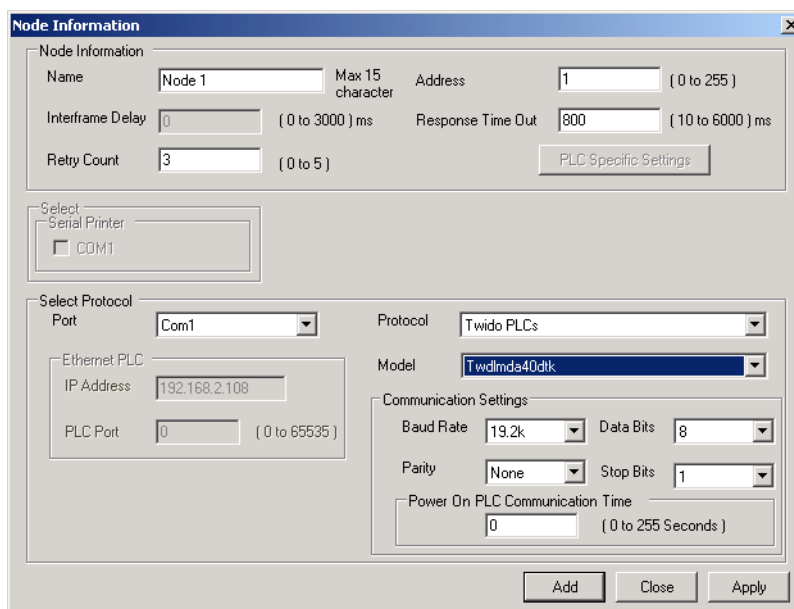 Node Information
Node Information
Name Node 1 Max 15 character Address 1 ( 0 to 255 )
Interframe Delay 0 ( 0 to 3000 ) ms Response Time Out 800 ( 10 to 6000 ) ms
Retry Count 3 ( 0 to 5 ) PLC Specific Settings
Select
Serial Printer
COM1
Select Protocol
Port Com1 Protocol Twido PLCs
Ethernet PLC
Model Twdlmda40dtk
IP Address 192.168.2.108
Communication Settings
PLC Port 0 ( 0 to 65535 )
Baud Rate 19.2k Data Bits 8
Parity None Stop Bits 1
Power On PLC Communication Time
0 ( 0 to 255 Seconds )
Add Close Apply